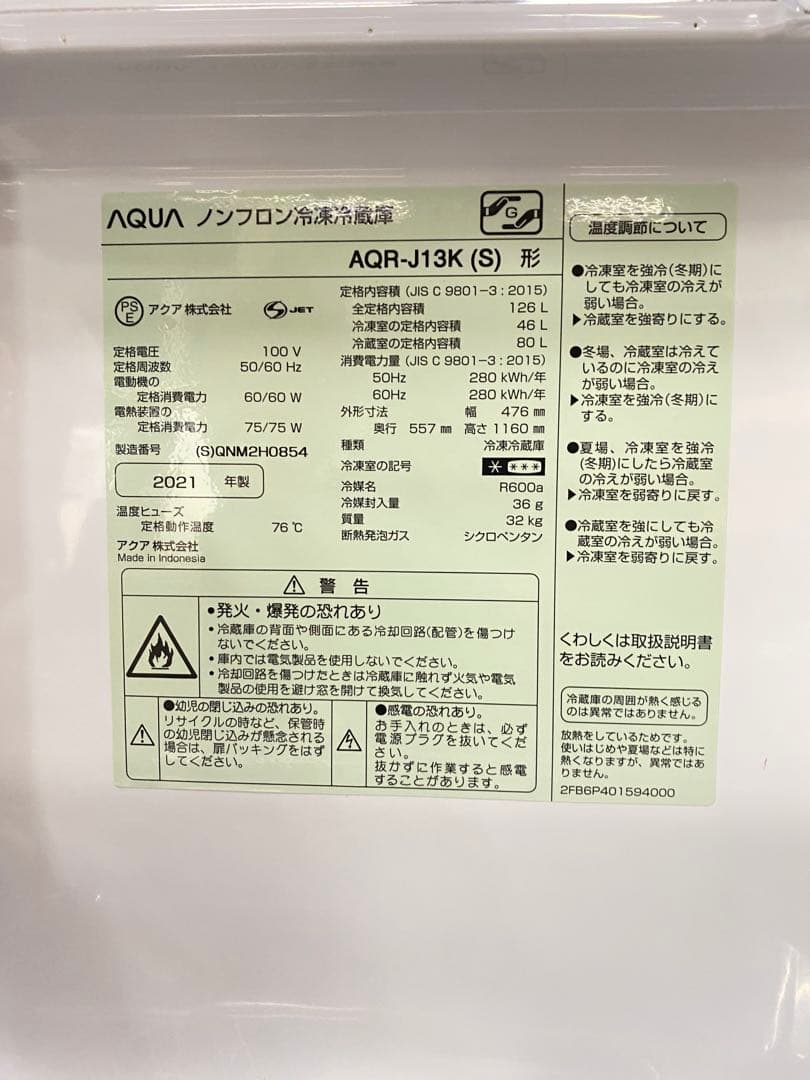 AQUA ノンフロン冷凍冷蔵庫
G
AQR-J13K (S) 形
PS E アクア 株式会社 S JET
定格電圧 100 V
定格周波数 50/60 Hz
電動機の
定格消費電力 60/60 W
電熱装置の
定格消費電力 75/75 W
製造番号 (S)QNM2H0854
2021 年製
温度ヒューズ
定格動作温度 76 ℃
アクア 株式会社
Made in Indonesia
定格内容積 (JIS C 9801-3 : 2015)
全定格内容積 126 L
冷凍室の定格内容積 46 L
冷蔵室の定格内容積 80 L
消費電力量 (JIS C 9801-3 : 2015)
50Hz 280 kWh/年
60Hz 280 kWh/年
外形寸法 幅 476 mm
奥行 557 mm 高さ 1160 mm
種類 冷凍冷蔵庫
冷凍室の記号
冷媒名 R600a
冷媒封入量 36 g
質量 32 kg
断熱発泡ガス シクロペンタン
警告
●発火・爆発の恐れあり
・冷蔵庫の背面や側面にある冷却回路(配管)を傷つけ
ないでください。
・庫内では電気製品を使用しないでください。
・冷却回路を傷つけたときは冷蔵庫に触れず火気や電気
製品の使用を避け窓を開けて換気してください。
●幼児の閉じ込みの恐れあり。
リサイクルの時など、保管時
の幼児閉じ込みが懸念される
場合は、扉パッキングをはず
してください。
●感電の恐れあり。
お手入れのときは、必ず
電源プラグを抜いてくだ
さい。
抜かずに作業すると感電
することがあります。
温度調節について
●冷凍室を強冷(冬期)に
しても冷凍室の冷えが
弱い場合。
▶冷蔵室を強寄りにする。
●冬場、冷蔵室は冷えて
いるのに冷凍室の冷え
が弱い場合。
▶冷凍室を強冷(冬期)に
する。
●夏場、冷凍室を強冷
(冬期)にしたら冷蔵室
の冷えが弱い場合。
▶冷凍室を弱寄りに戻す。
●冷蔵室を強にしても冷
蔵室の冷えが弱い場合。
▶冷凍室を弱寄りに戻す。
くわしくは取扱説明書
をお読みください。
冷蔵庫の周囲が熱く感じる
のは異常ではありません。
放熱をしているためです。
使いはじめや夏場などは特に
熱くなりますが、異常ではあ
りません。
2FB6P401594000